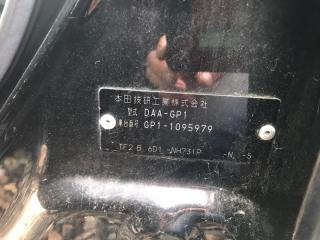 本田技研工業株式会社
型式 DAA-GP1
車台番号 GP1-1095979
TF2-B 6D1 -NH731P -N -S